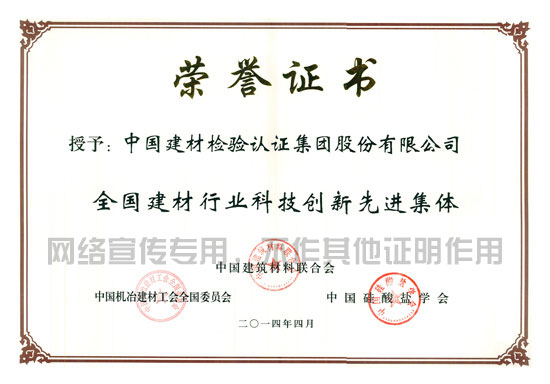 荣誉证书
授予：中国建材检验认证集团股份有限公司
全国建材行业科技创新先进集体
网络宣传专用，不作其他证明作用
中国建筑材料联合会
中国机冶建材工会全国委员会 中国硅酸盐学会
二〇一四年四月